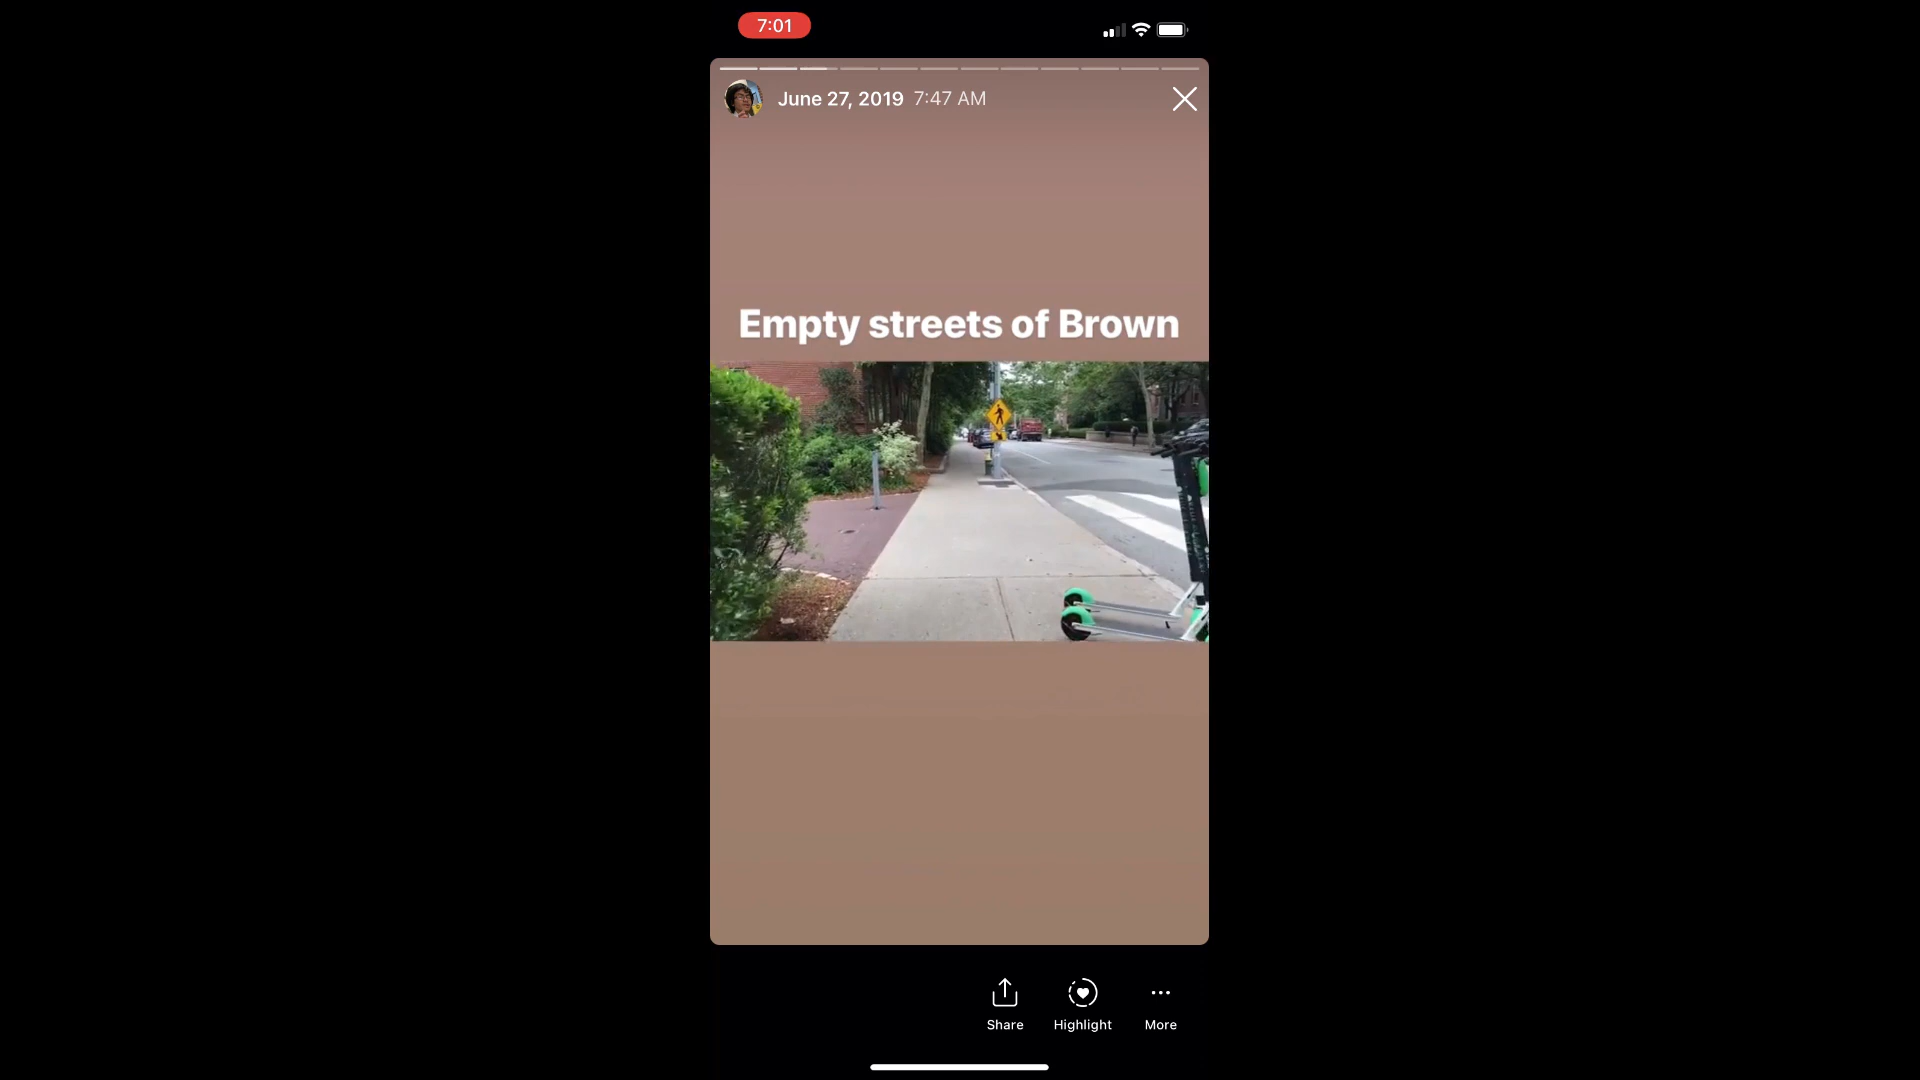 7:01
June 27, 2019 7:47 AM
Empty streets of Brown
Share Highlight More